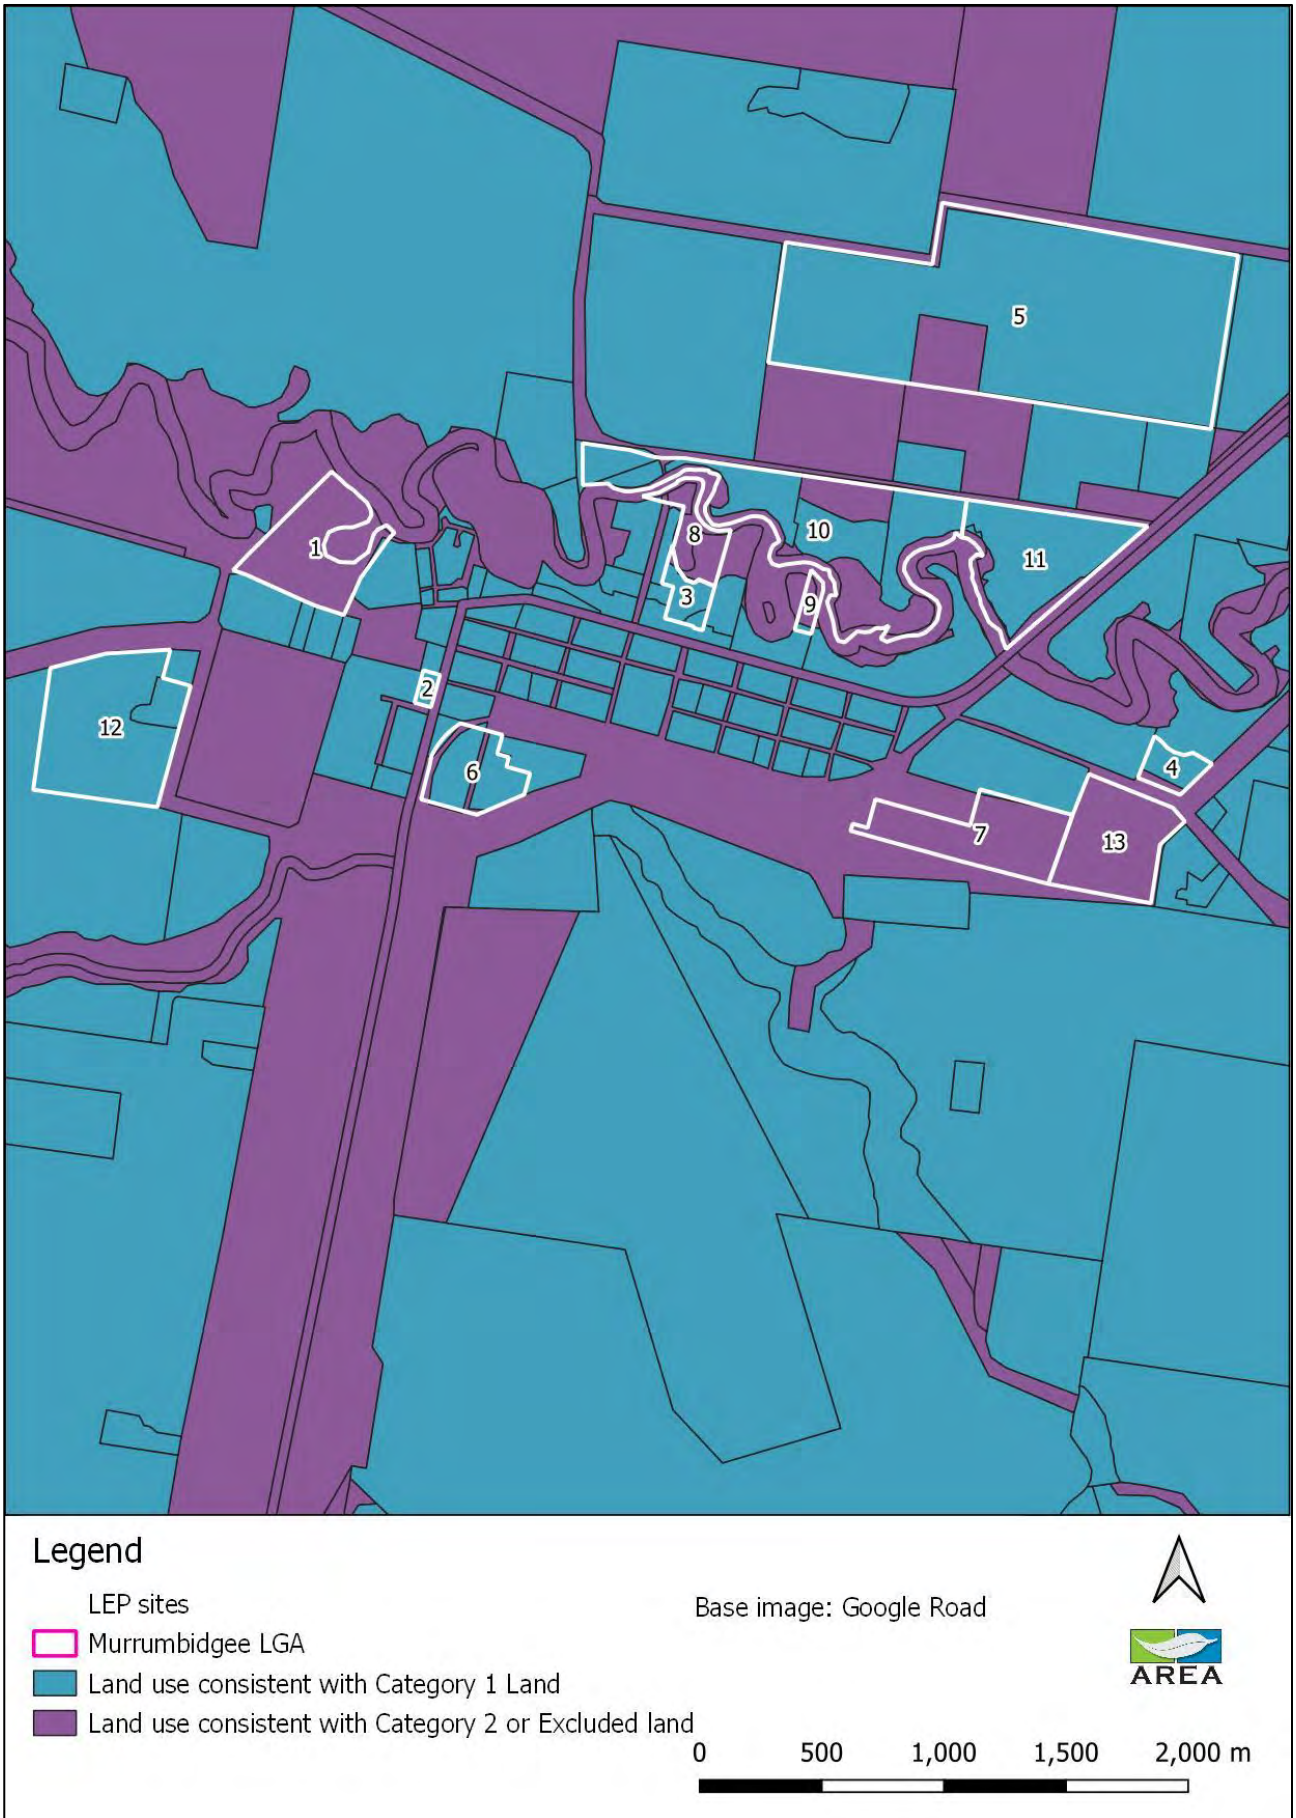 5
10
8
11
1
3
9
2
12
4
6
7
13
Legend
LEP sites
Murrumbidgee LGA
Land use consistent with Category 1 Land
Land use consistent with Category 2 or Excluded land
Base image: Google Road
AREA
0 500 1,000 1,500 2,000 m